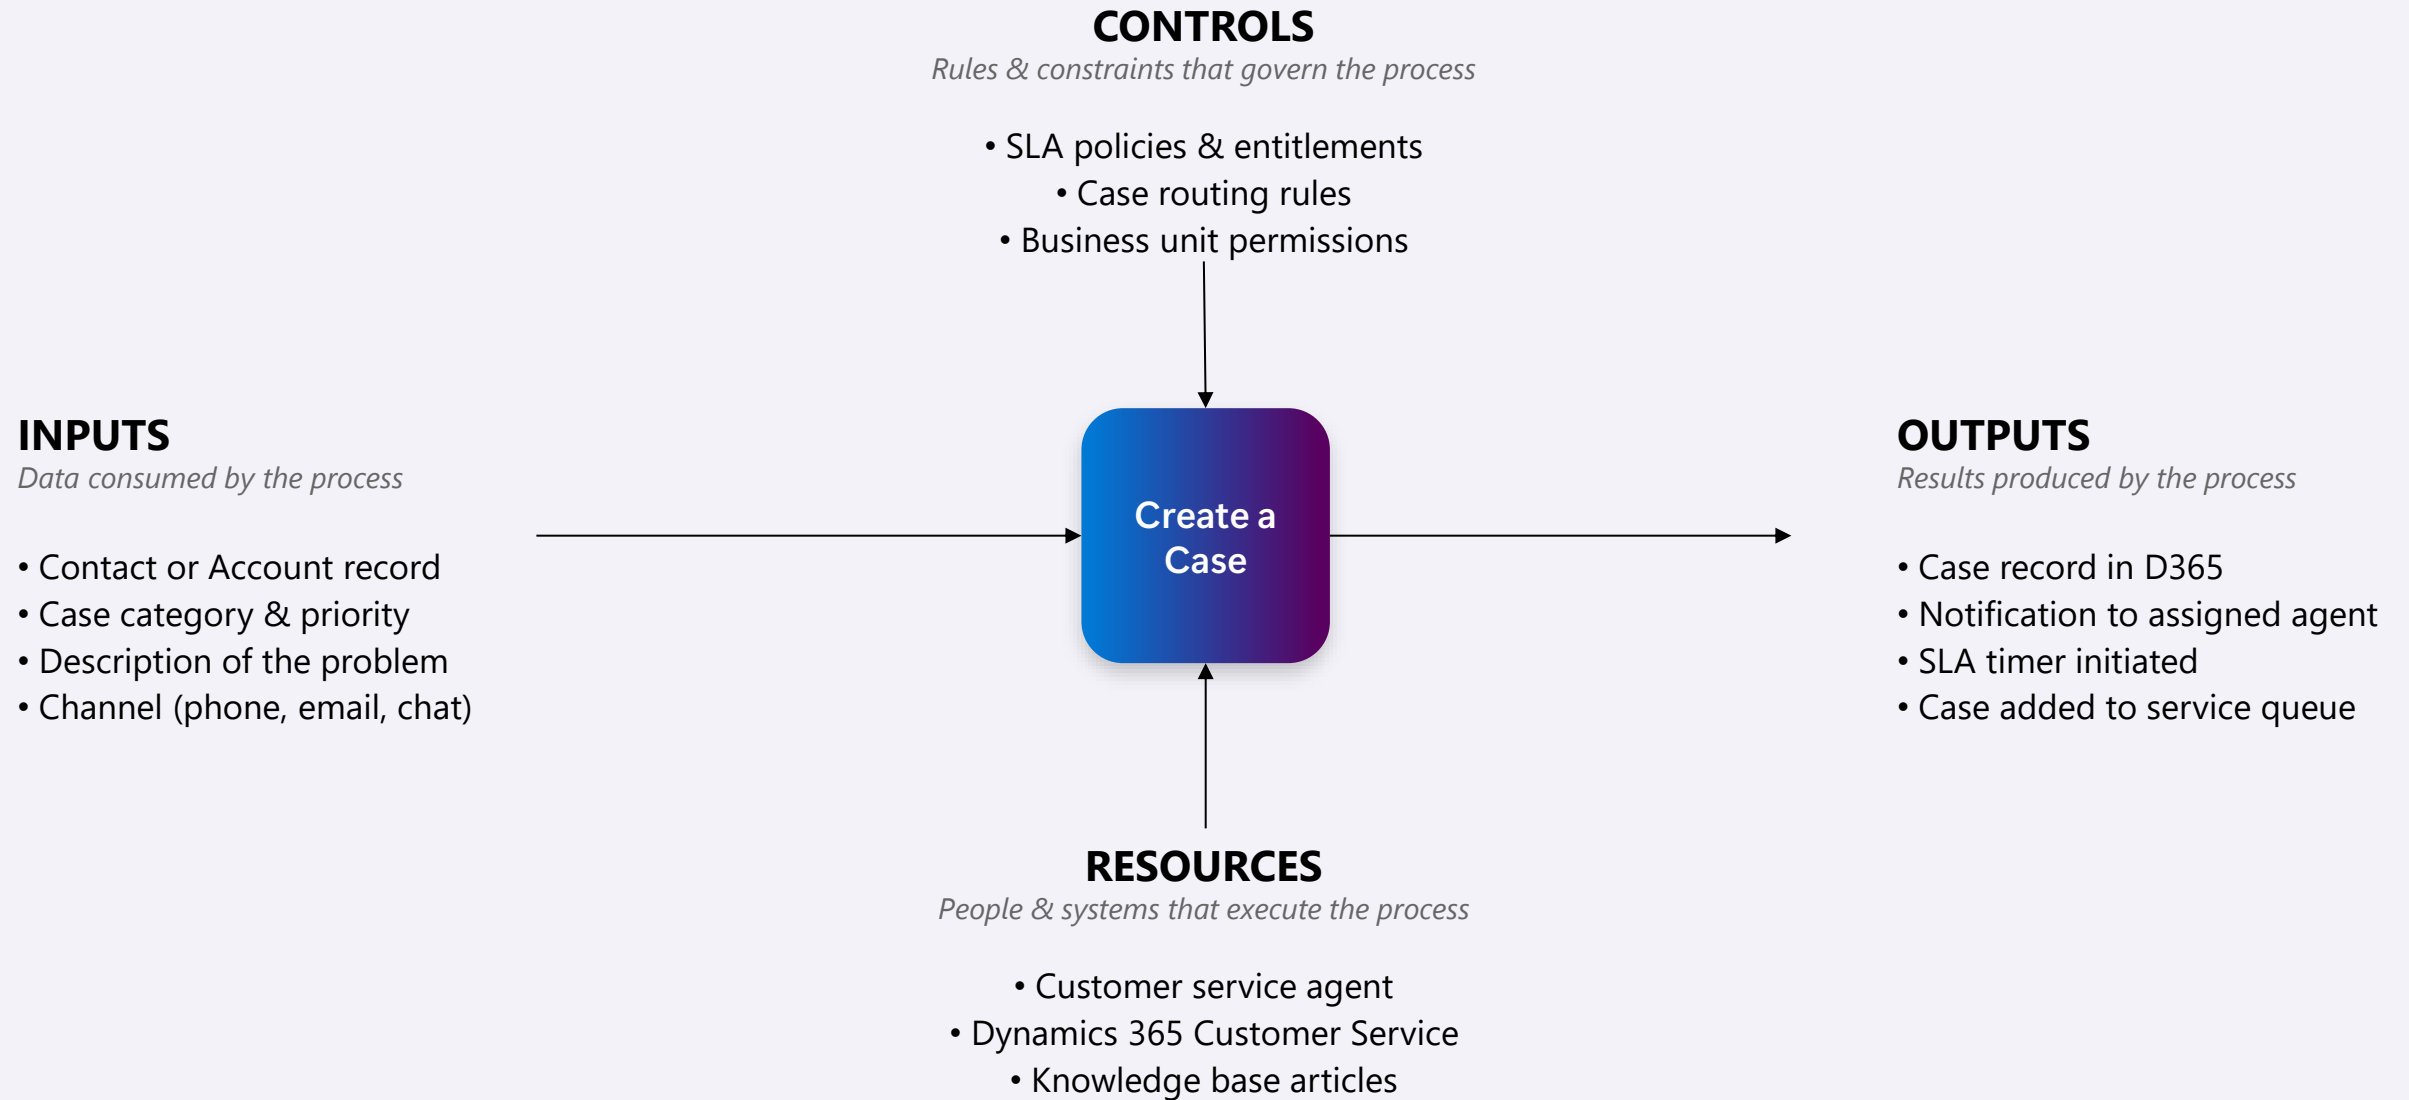 CONTROLS
Rules & constraints that govern the process
• SLA policies & entitlements
• Case routing rules
• Business unit permissions
INPUTS
Data consumed by the process
• Contact or Account record
• Case category & priority
• Description of the problem
• Channel (phone, email, chat)
Create a
Case
OUTPUTS
Results produced by the process
• Case record in D365
• Notification to assigned agent
• SLA timer initiated
• Case added to service queue
RESOURCES
People & systems that execute the process
• Customer service agent
• Dynamics 365 Customer Service
• Knowledge base articles